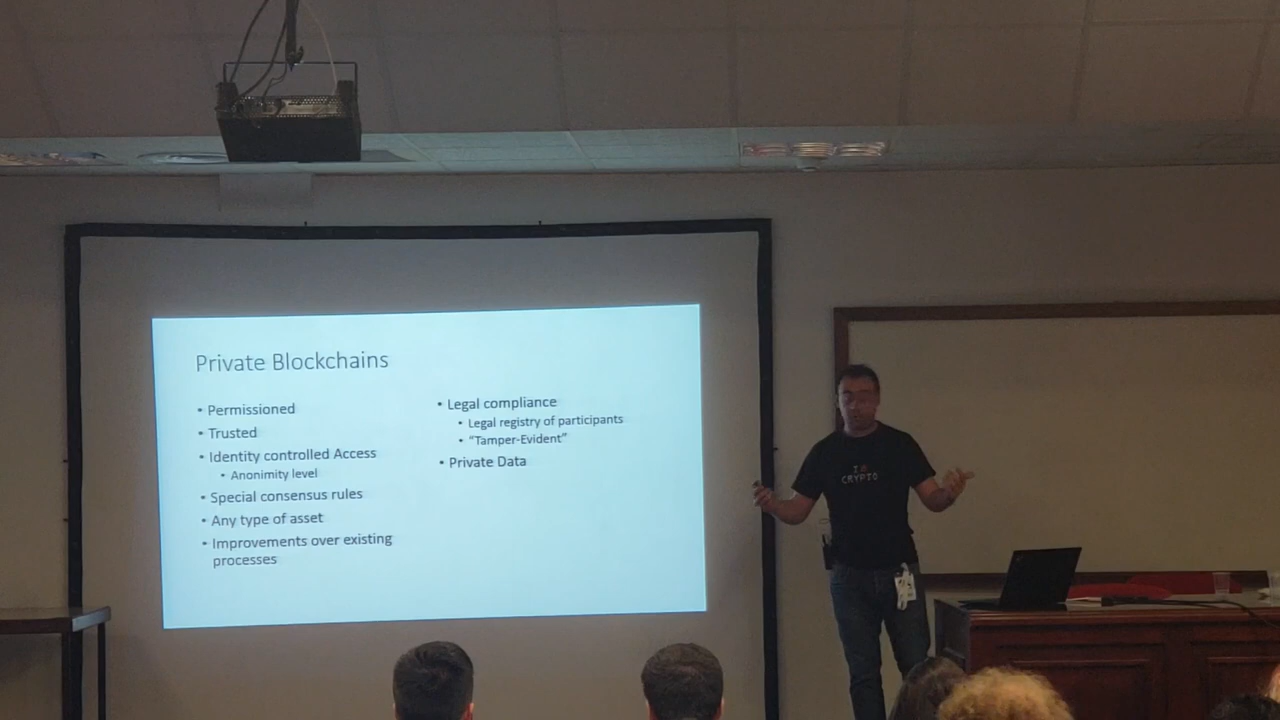 Private Blockchains
• Permissioned
• Trusted
• Identity controlled Access
• Anonimity level
• Special consensus rules
• Any type of asset
• Improvements over existing
processes
• Legal compliance
• Legal registry of participants
• “Tamper-Evident”
• Private Data
I
CRYPTO